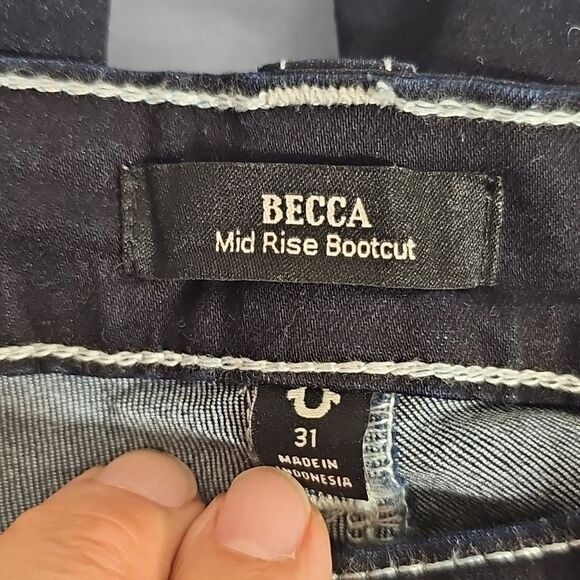 BECCA
Mid Rise Bootcut
31
MADE IN
INDONESIA